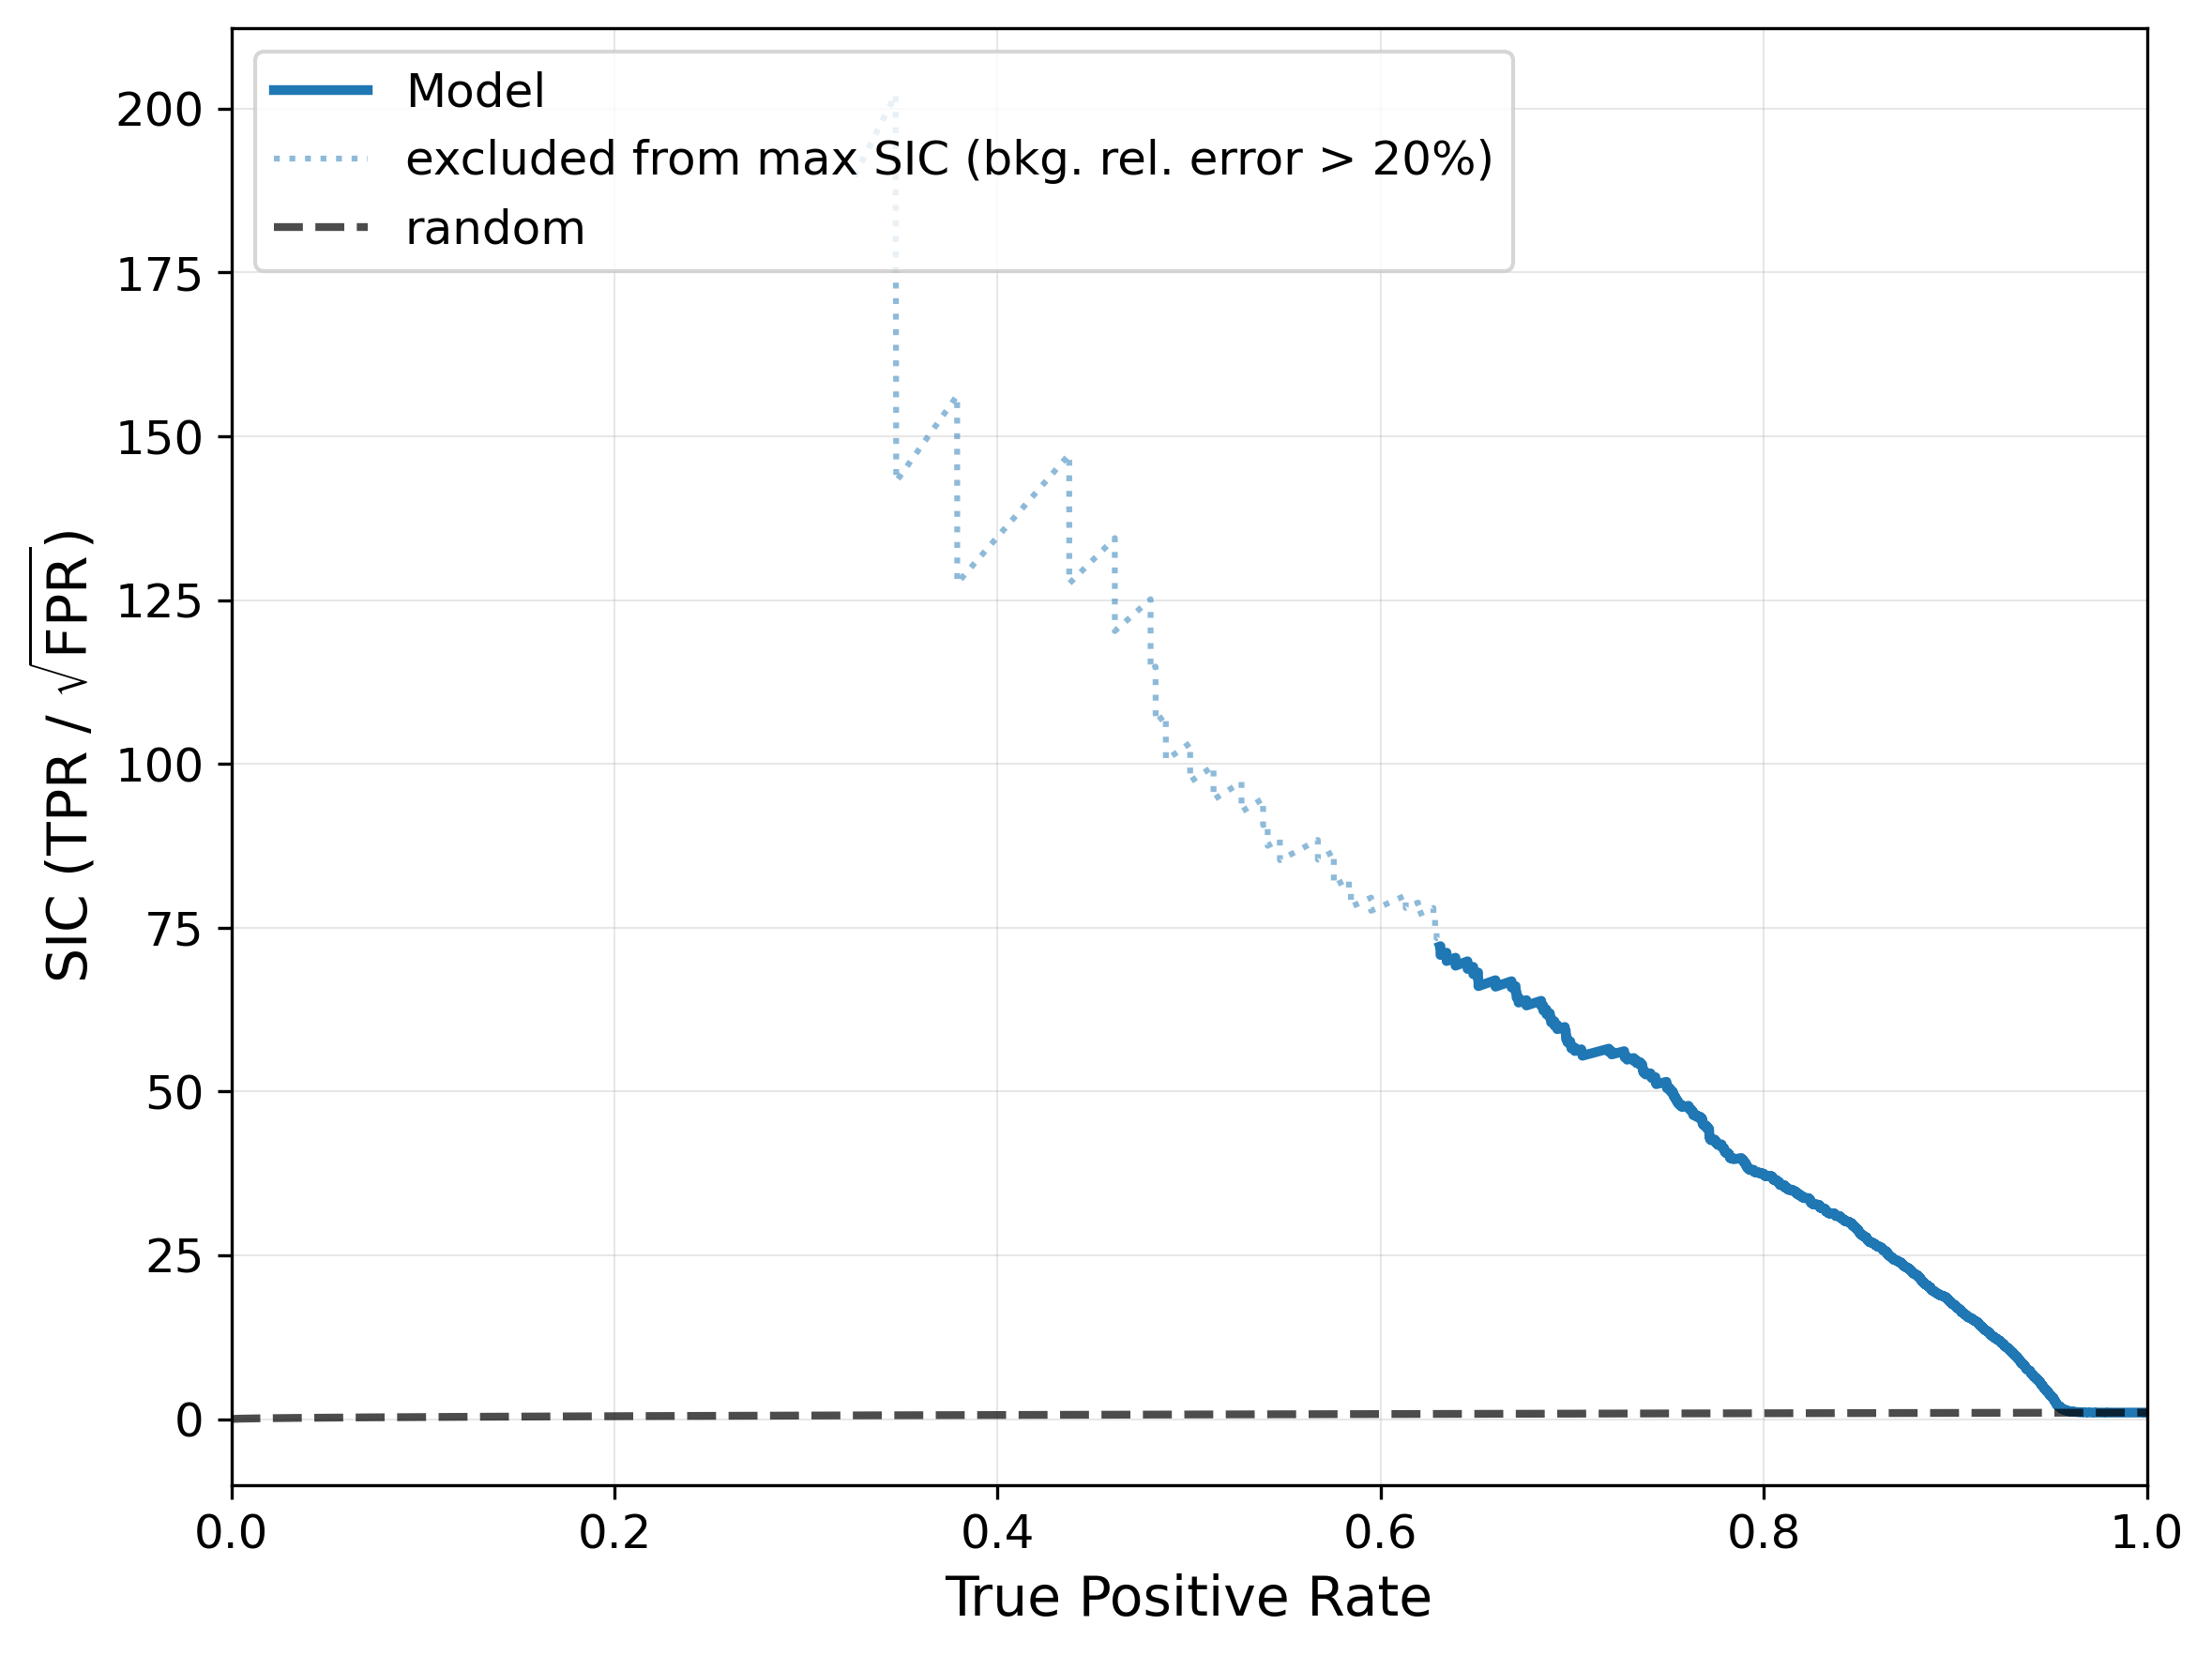 Model
excluded from max SIC (bkg. rel. error > 20%)
random
200
175
150
125
100
75
50
25
0
SIC (TPR / √FPR)
0.0 0.2 0.4 0.6 0.8 1.0
True Positive Rate